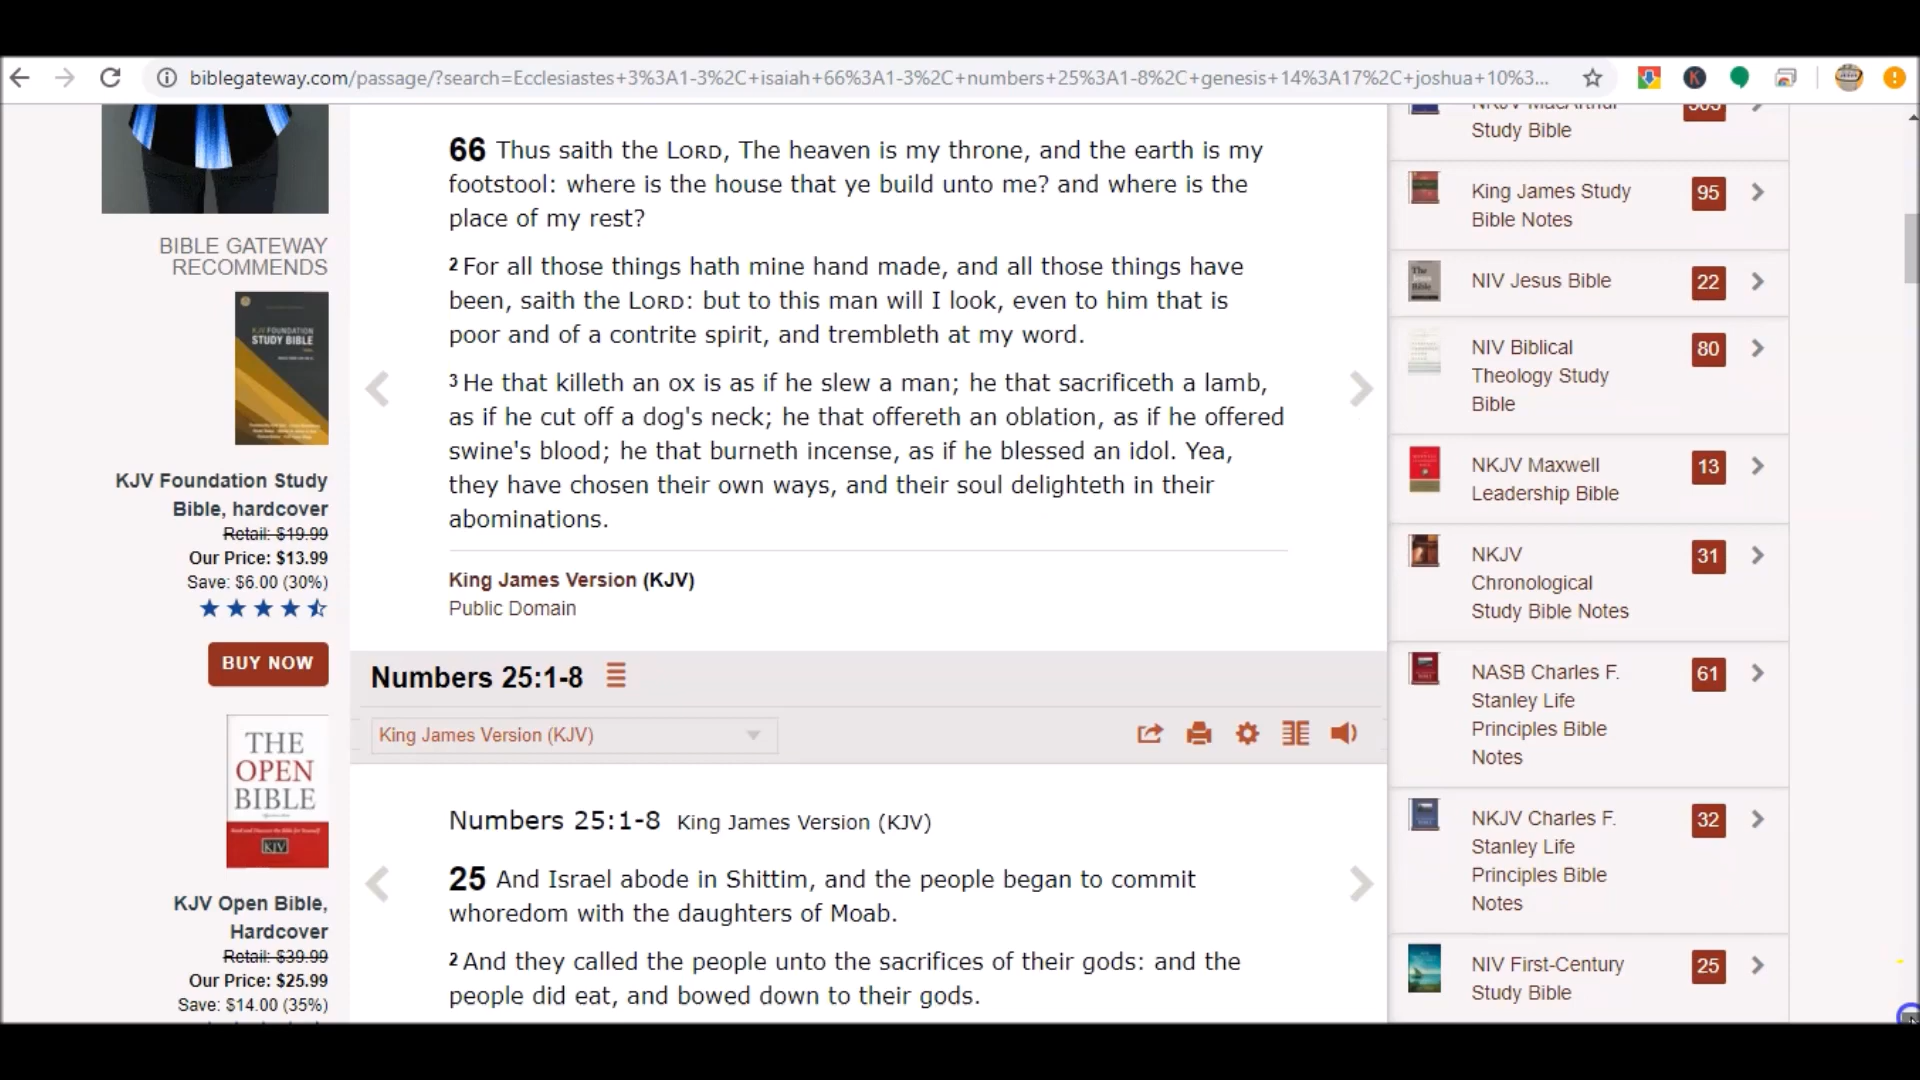 biblegateway.com/passage/?search=Ecclesiastes+3%3A1-3%2C+isaiah+66%3A1-3%2C+numbers+25%3A1-8%2C+genesis+14%3A17%2C+joshua+10%3...
BIBLE GATEWAY
RECOMMENDS
KJV FOUNDATION
STUDY BIBLE
KJV Foundation Study
Bible, hardcover
Retail: $19.99
Our Price: $13.99
Save: $6.00 (30%)
BUY NOW
THE
OPEN
BIBLE
KJV
KJV Open Bible,
Hardcover
Retail: $39.99
Our Price: $25.99
Save: $14.00 (35%)
66 Thus saith the LORD, The heaven is my throne, and the earth is my
footstool: where is the house that ye build unto me? and where is the
place of my rest?
2 For all those things hath mine hand made, and all those things have
been, saith the LORD: but to this man will I look, even to him that is
poor and of a contrite spirit, and trembleth at my word.
3 He that killeth an ox is as if he slew a man; he that sacrificeth a lamb,
as if he cut off a dog's neck; he that offereth an oblation, as if he offered
swine's blood; he that burneth incense, as if he blessed an idol. Yea,
they have chosen their own ways, and their soul delighteth in their
abominations.
King James Version (KJV)
Public Domain
Numbers 25:1-8
King James Version (KJV)
Numbers 25:1-8 King James Version (KJV)
25 And Israel abode in Shittim, and the people began to commit
whoredom with the daughters of Moab.
2 And they called the people unto the sacrifices of their gods: and the
people did eat, and bowed down to their gods.
NKJV MacArthur
Study Bible
King James Study
Bible Notes
95
NIV Jesus Bible
22
NIV Biblical
Theology Study
Bible
80
NKJV Maxwell
Leadership Bible
13
NKJV
Chronological
Study Bible Notes
31
NASB Charles F.
Stanley Life
Principles Bible
Notes
61
NKJV Charles F.
Stanley Life
Principles Bible
Notes
32
NIV First-Century
Study Bible
25